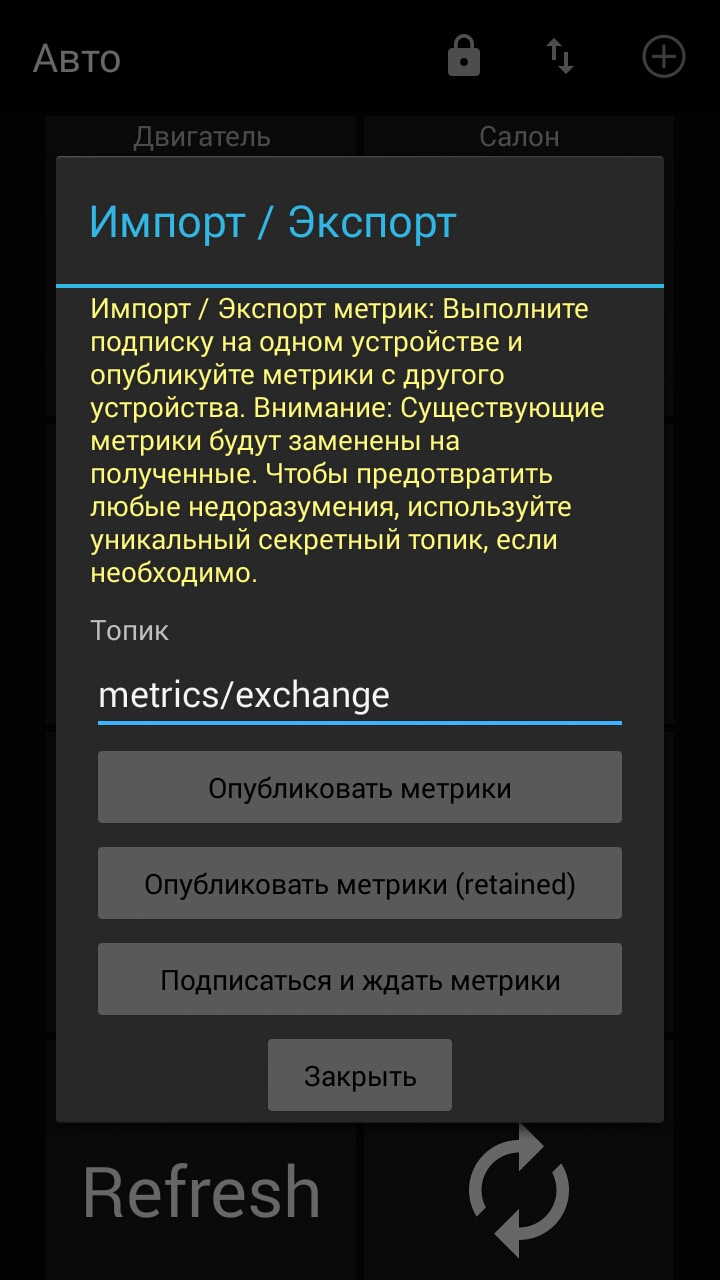 Авто
Двигатель
Салон
Импорт / Экспорт
Импорт / Экспорт метрик: Выполните
подписку на одном устройстве и
опубликуйте метрики с другого
устройства. Внимание: Существующие
метрики будут заменены на
полученные. Чтобы предотвратить
любые недоразумения, используйте
уникальный секретный топик, если
необходимо.
Топик
metrics/exchange
Опубликовать метрики
Опубликовать метрики (retained)
Подписаться и ждать метрики
Закрыть
Refresh